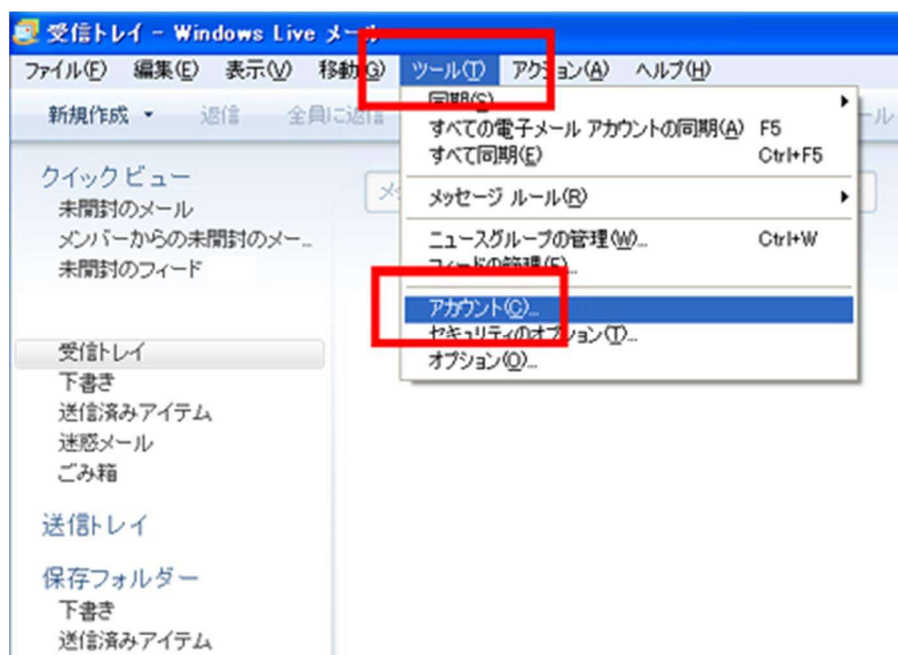 受信トレイ - Windows Live メール
ファイル(F) 編集(E) 表示(V) 移動(G) ツール(T) アクション(A) ヘルプ(H)
新規作成 返信 全員に返信 ール
同期(S)
すべての電子メール アカウントの同期(A) F5
すべて同期(E) Ctrl+F5
メッセージ ルール(R)
ニュースグループの管理(W)... Ctrl+W
フィードの管理(F)...
アカウント(C)...
セキュリティのオプション(T)...
オプション(O)...
クイック ビュー
未開封のメール
メンバーからの未開封のメー...
未開封のフィード
受信トレイ
下書き
送信済みアイテム
迷惑メール
ごみ箱
送信トレイ
保存フォルダー
下書き
送信済みアイテム